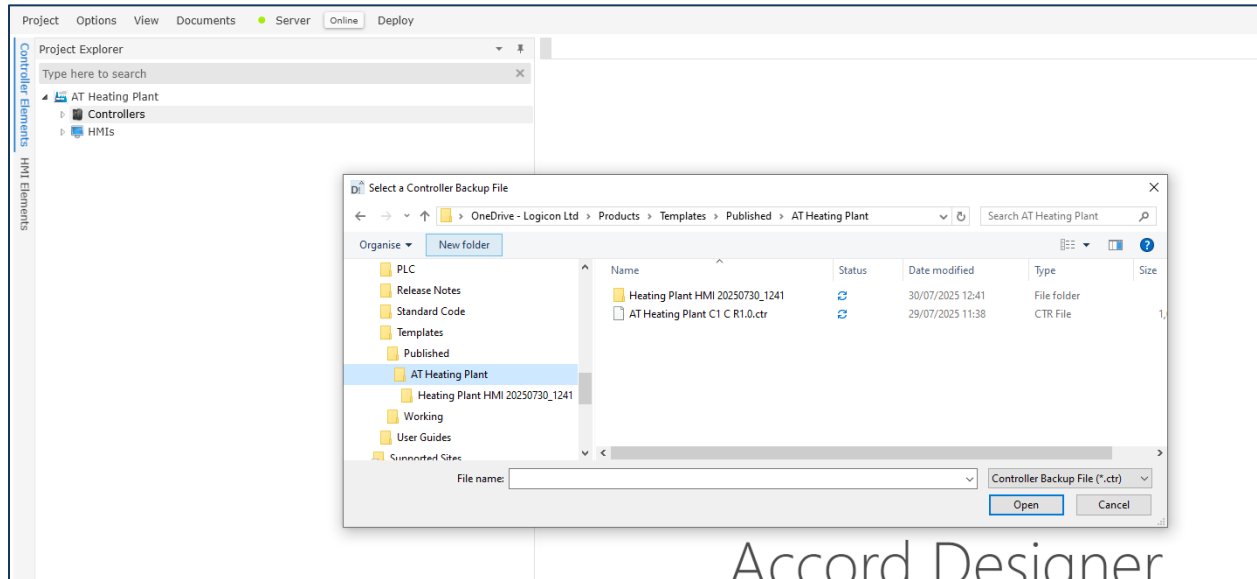 Project Options View Documents Server Online Deploy
Controller Elements
HMI Elements
Project Explorer
Type here to search
AT Heating Plant
Controllers
HMIs
Select a Controller Backup File
OneDrive - Logicon Ltd > Products > Templates > Published > AT Heating Plant
Search AT Heating Plant
Organise New folder
PLC
Release Notes
Standard Code
Templates
Published
AT Heating Plant
Heating Plant HMI 20250730_1241
Working
User Guides
Supported Sites
Name Status Date modified Type Size
Heating Plant HMI 20250730_1241 30/07/2025 12:41 File folder
AT Heating Plant C1 C R1.0.ctr 29/07/2025 11:38 CTR File 1,
File name: Controller Backup File (*.ctr)
Open Cancel
Accord Designer